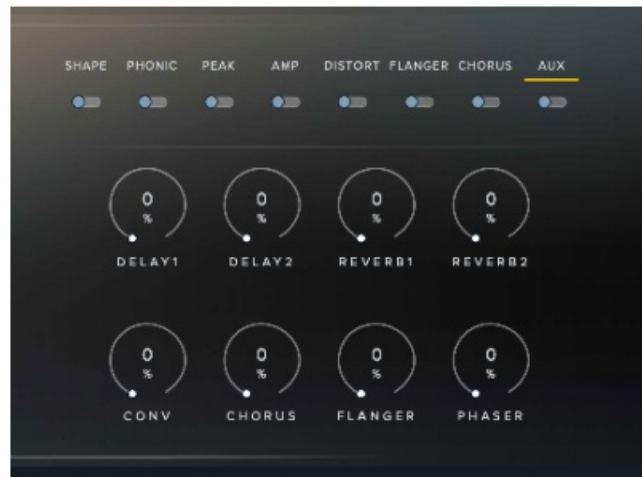 SHAPE PHONIC PEAK AMP DISTORT FLANGER CHORUS AUX
0 0 0 0
% % % %
DELAY1 DELAY2 REVERB1 REVERB2
0 0 0 0
% % % %
CONV CHORUS FLANGER PHASER